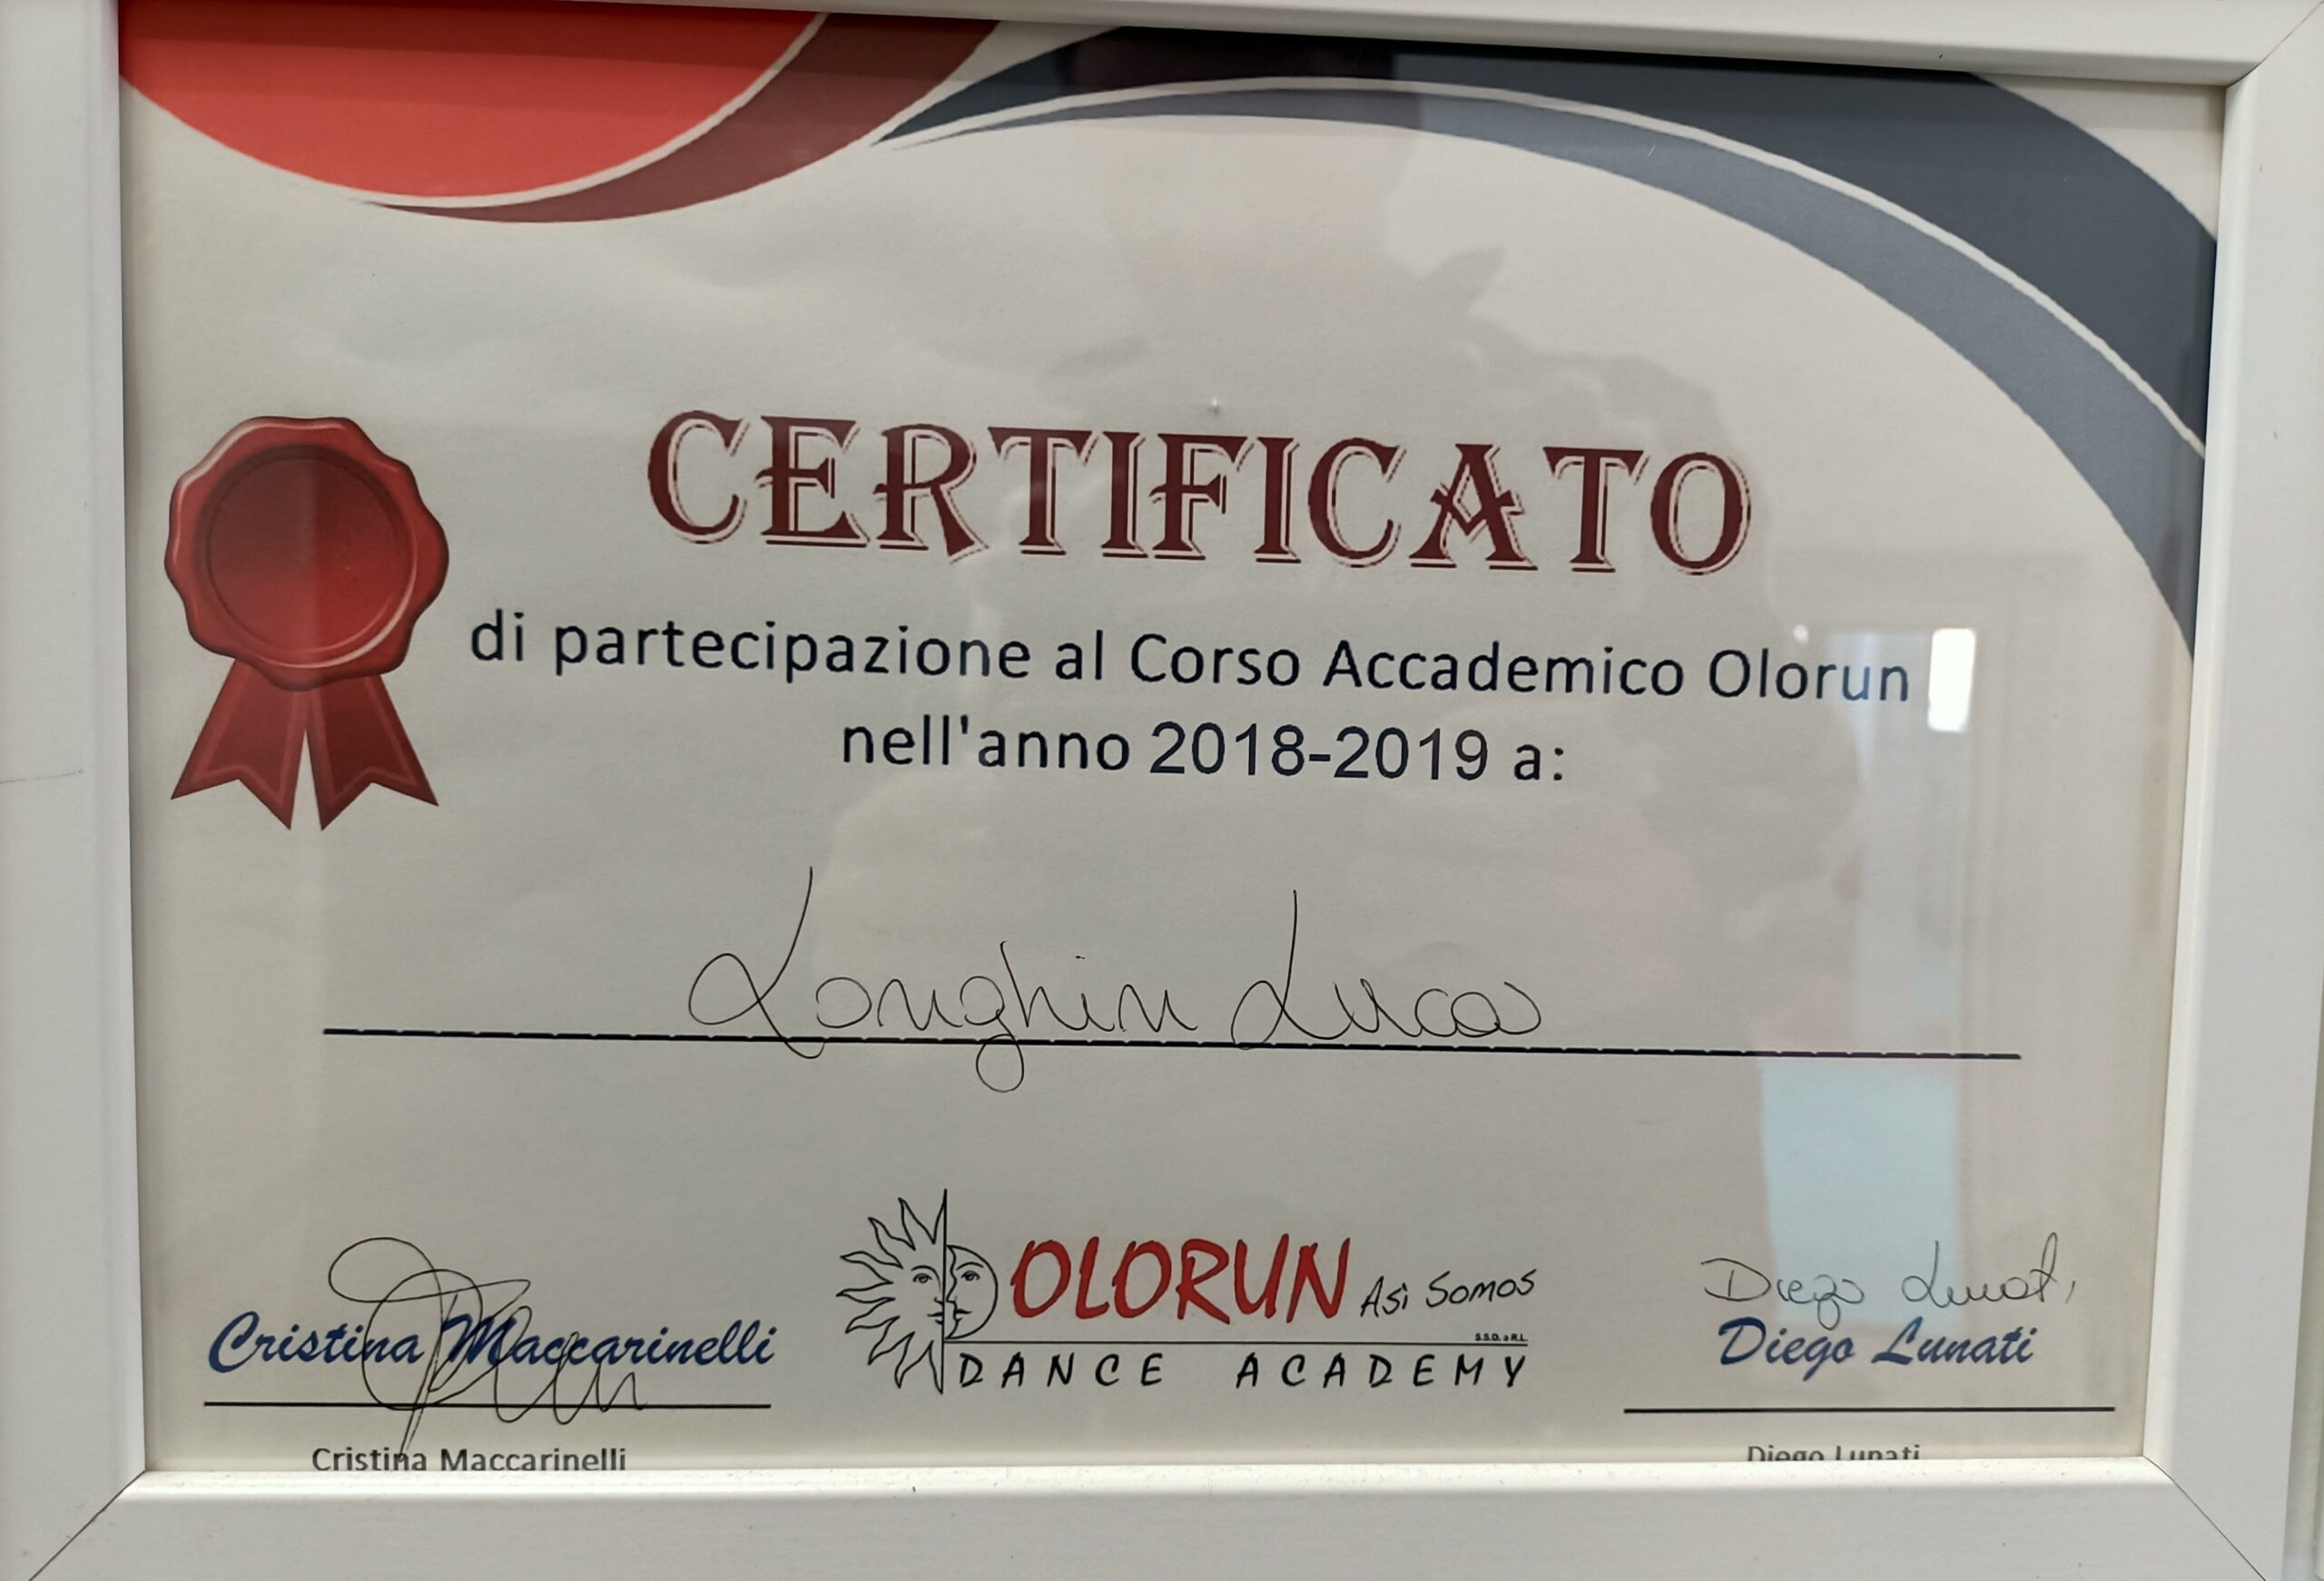 CERTIFICATO
di partecipazione al Corso Accademico Olorun
nell'anno 2018-2019 a:
Longhin Luca
Cristina Maccarinelli
Cristina Maccarinelli
OLORUN Asì Somos
S.S.D. a R.L.
DANCE ACADEMY
Diego Lunati
Diego Lunati
Diego Lunati